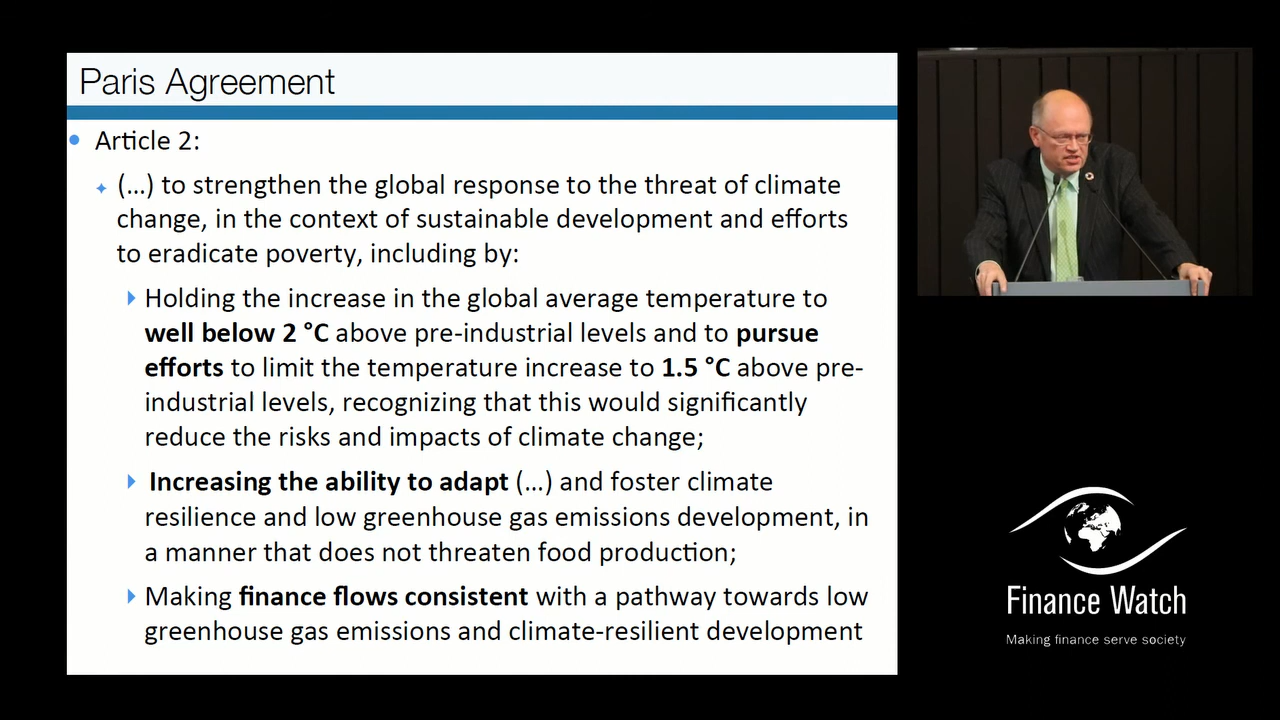 Paris Agreement
Article 2:
(...) to strengthen the global response to the threat of climate
change, in the context of sustainable development and efforts
to eradicate poverty, including by:
Holding the increase in the global average temperature to
well below 2 °C above pre-industrial levels and to pursue
efforts to limit the temperature increase to 1.5 °C above pre-
industrial levels, recognizing that this would significantly
reduce the risks and impacts of climate change;
Increasing the ability to adapt (...) and foster climate
resilience and low greenhouse gas emissions development, in
a manner that does not threaten food production;
Making finance flows consistent with a pathway towards low
greenhouse gas emissions and climate-resilient development
Finance Watch
Making finance serve society